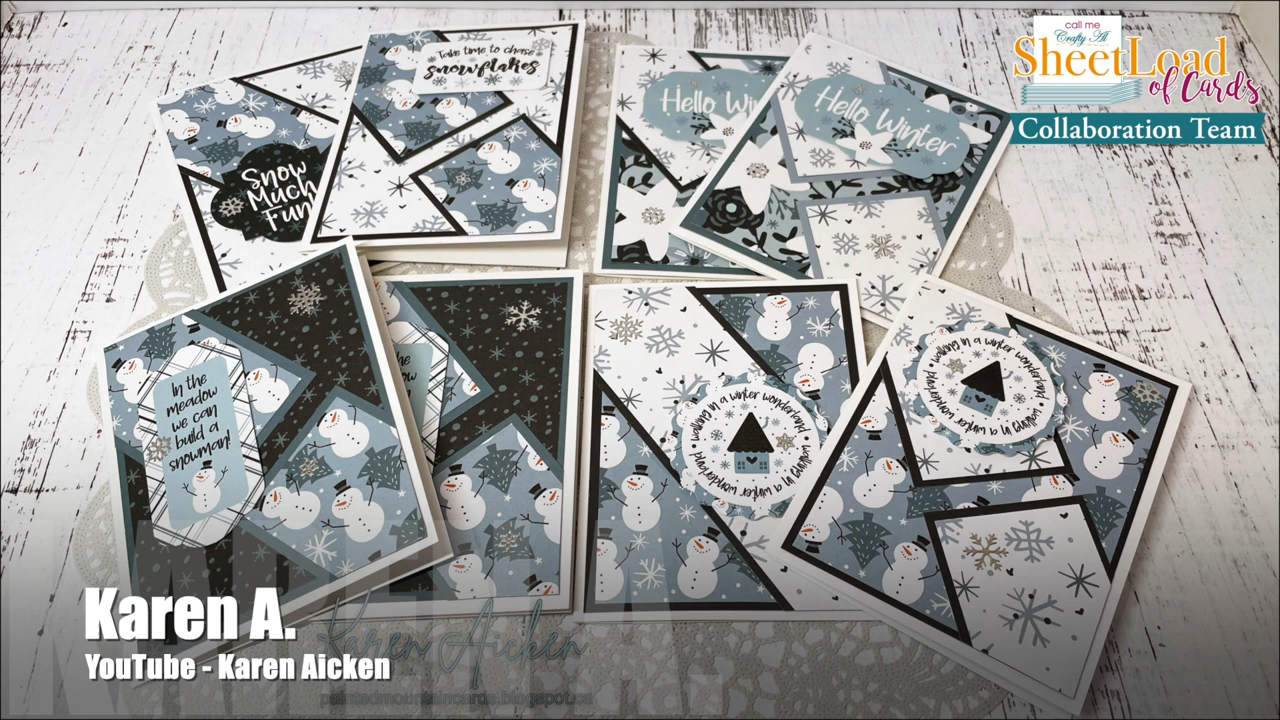 call me
Crafty Al
SheetLoad
of Cards
Collaboration Team
Take time to chase
snowflakes
Snow
Much
Fun!
Hello Win
Hello Winter
In the
meadow
we can
build a
snowman!
walking in a winter wonderland
walking in a winter wonderland
Karen A.
YouTube - Karen Aicken
Karen Aicken
paintedmountaincards.blogspot.ca